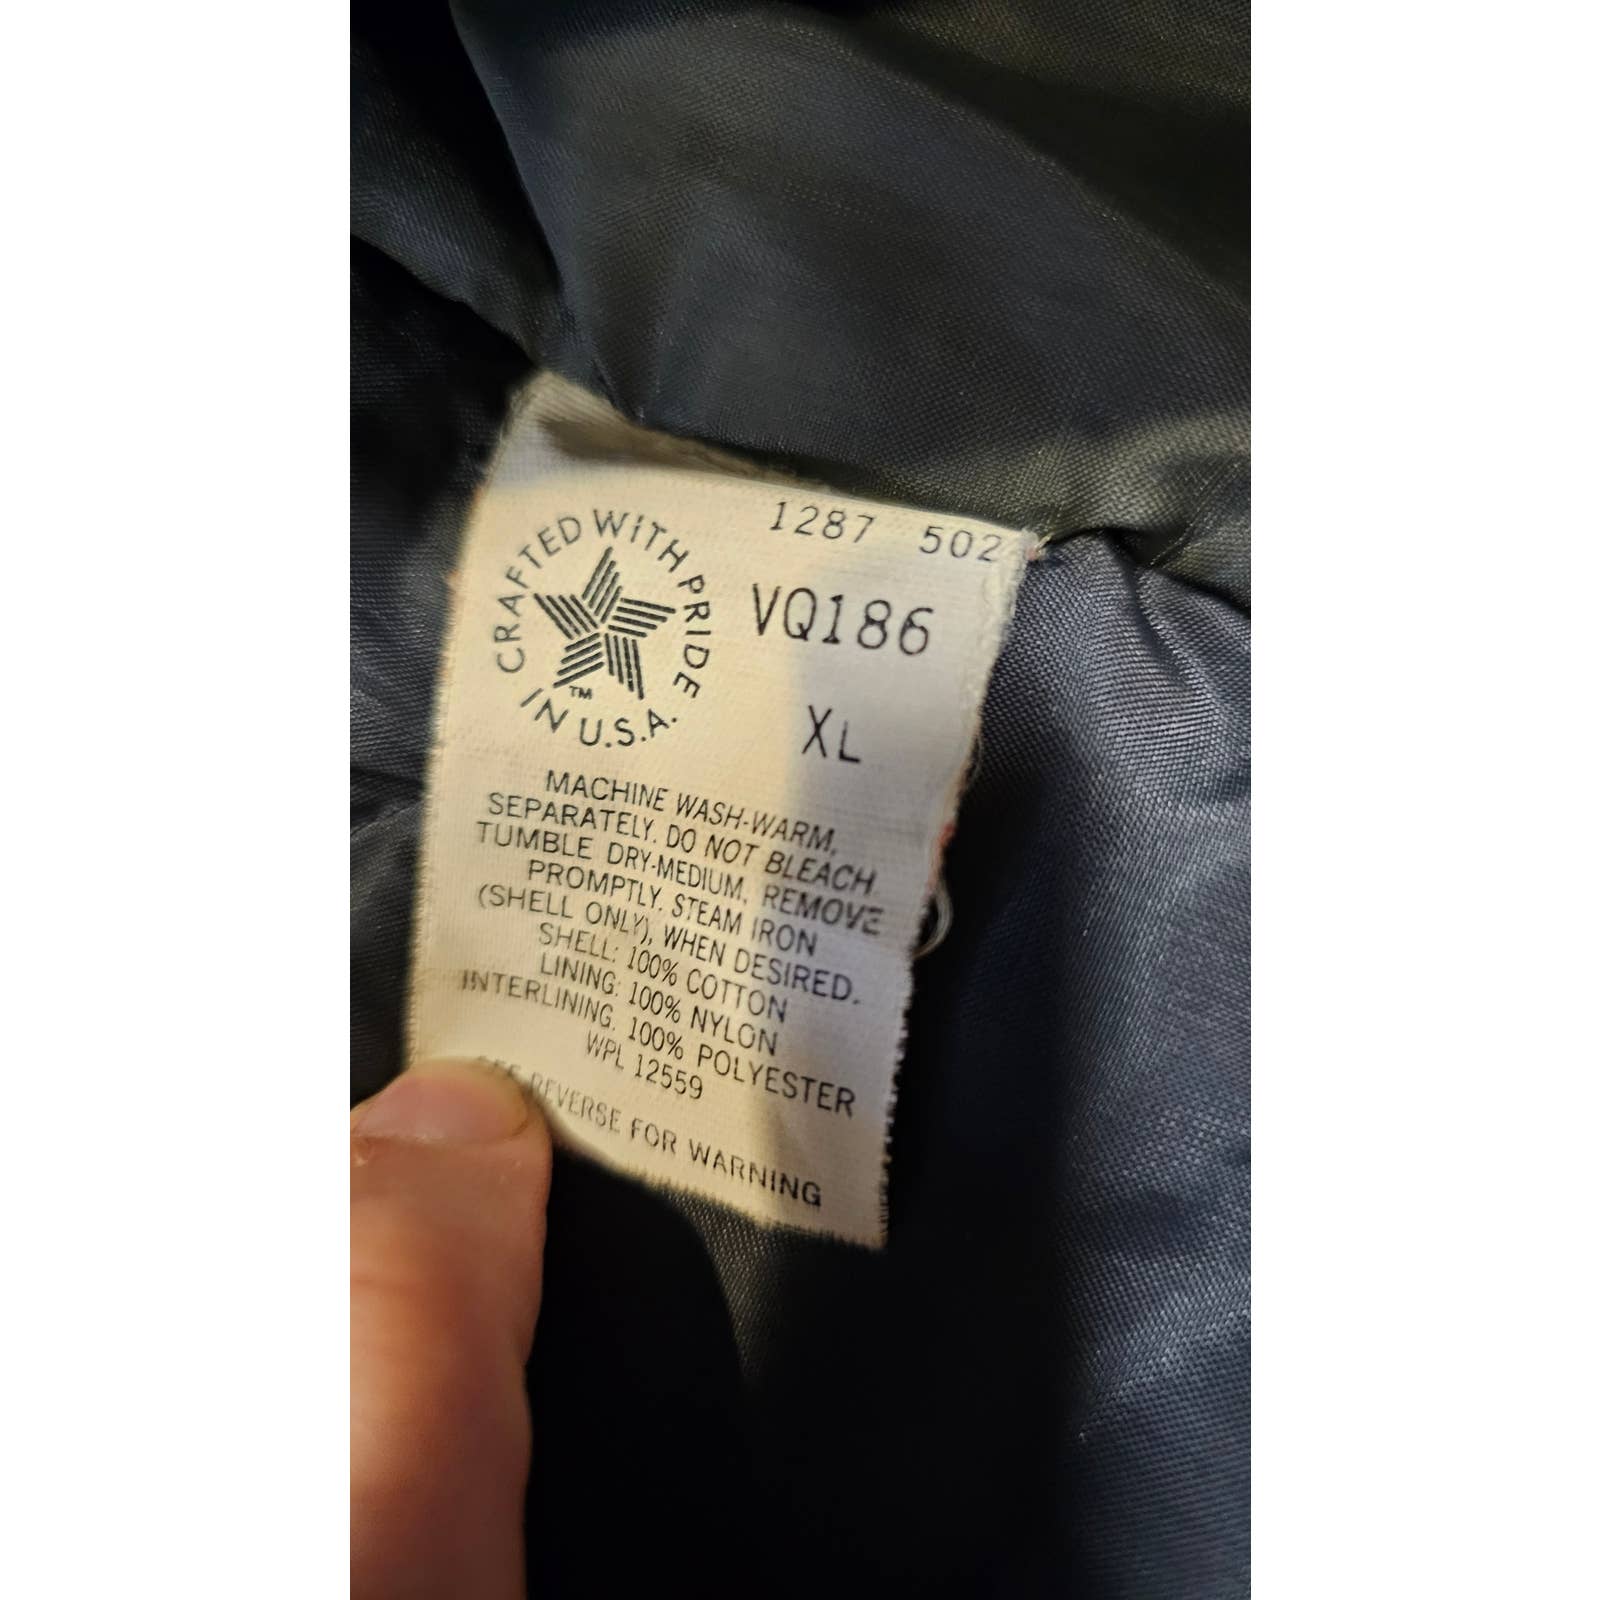 1287 502
CRAFTED WITH PRIDE
IN U.S.A.
TM
VQ186
XL
MACHINE WASH-WARM,
SEPARATELY. DO NOT BLEACH.
TUMBLE DRY-MEDIUM, REMOVE
PROMPTLY. STEAM IRON
(SHELL ONLY), WHEN DESIRED.
SHELL: 100% COTTON
LINING: 100% NYLON
INTERLINING. 100% POLYESTER
WPL 12559
SEE REVERSE FOR WARNING